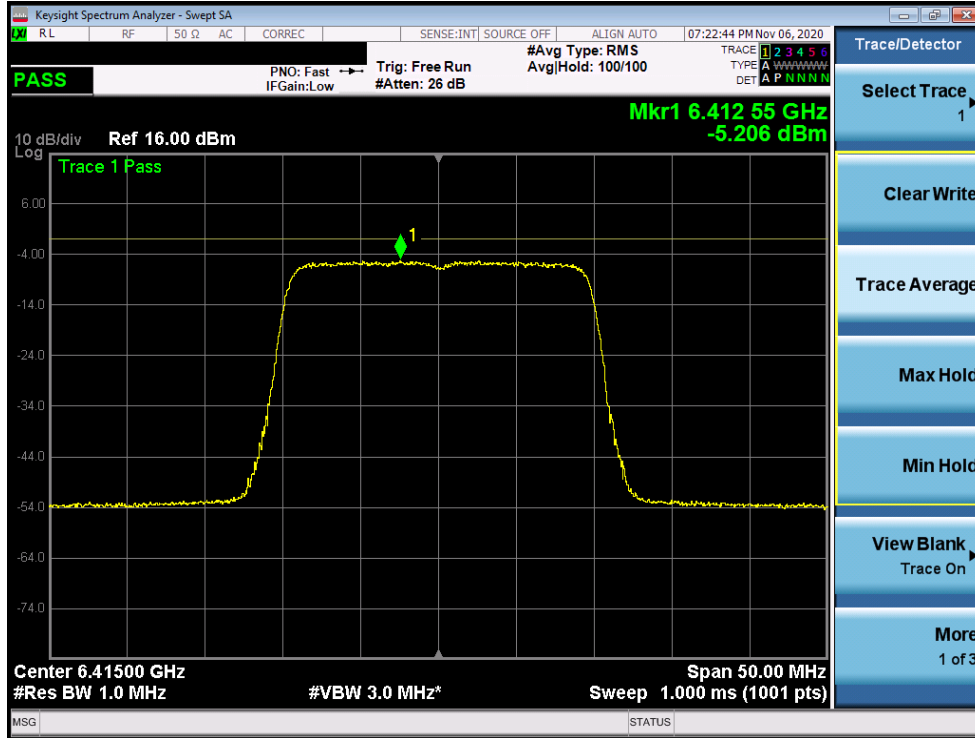 Keysight Spectrum Analyzer - Swept SA
LXI RL RF 50 Ω AC CORREC SENSE:INT SOURCE OFF ALIGN AUTO 07:22:44 PM Nov 06, 2020
PASS
PNO: Fast
IFGain:Low
Trig: Free Run
#Atten: 26 dB
#Avg Type: RMS
Avg|Hold: 100/100
TRACE 1 2 3 4 5 6
TYPE A WWWWW
DET A P N N N N
Mkr1 6.412 55 GHz
-5.206 dBm
10 dB/div
Log
Ref 16.00 dBm
Trace 1 Pass
1
6.00
-4.00
-14.0
-24.0
-34.0
-44.0
-54.0
-64.0
-74.0
Center 6.41500 GHz
Span 50.00 MHz
#Res BW 1.0 MHz
#VBW 3.0 MHz*
Sweep 1.000 ms (1001 pts)
MSG
STATUS
Trace/Detector
Select Trace
1
Clear Write
Trace Average
Max Hold
Min Hold
View Blank
Trace On
More
1 of 3